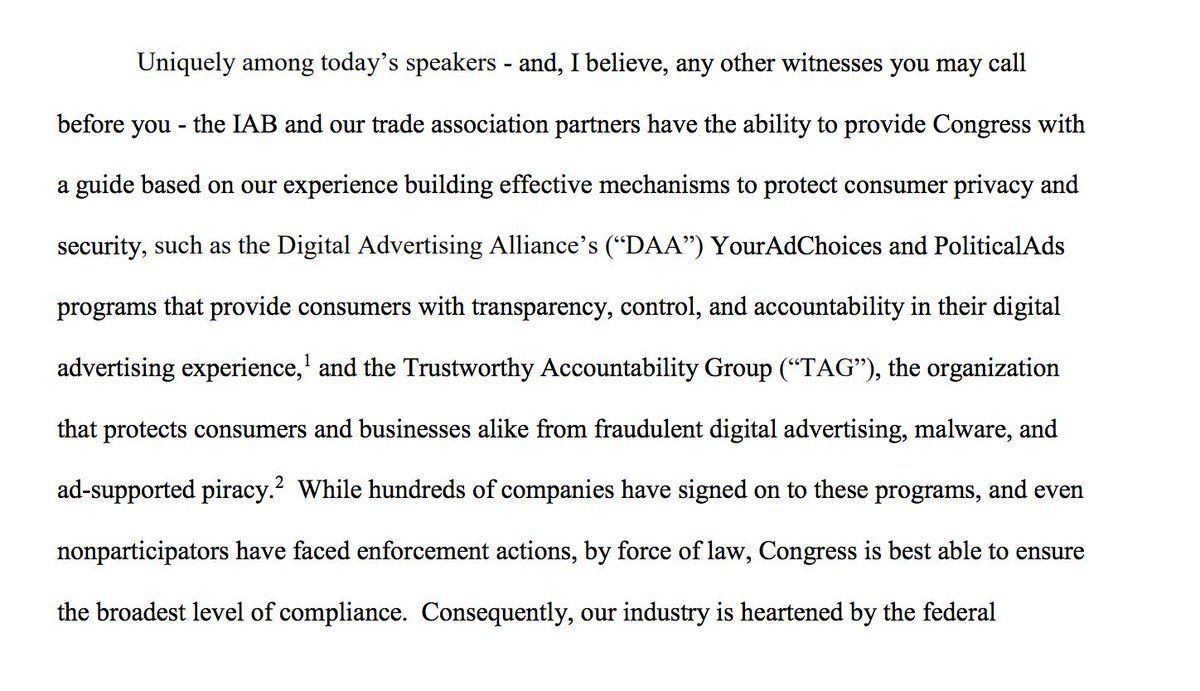 Uniquely among today’s speakers - and, I believe, any other witnesses you may call
before you - the IAB and our trade association partners have the ability to provide Congress with
a guide based on our experience building effective mechanisms to protect consumer privacy and
security, such as the Digital Advertising Alliance’s (“DAA”) YourAdChoices and PoliticalAds
programs that provide consumers with transparency, control, and accountability in their digital
advertising experience,¹ and the Trustworthy Accountability Group (“TAG”), the organization
that protects consumers and businesses alike from fraudulent digital advertising, malware, and
ad-supported piracy.²  While hundreds of companies have signed on to these programs, and even
nonparticipators have faced enforcement actions, by force of law, Congress is best able to ensure
the broadest level of compliance.  Consequently, our industry is heartened by the federal